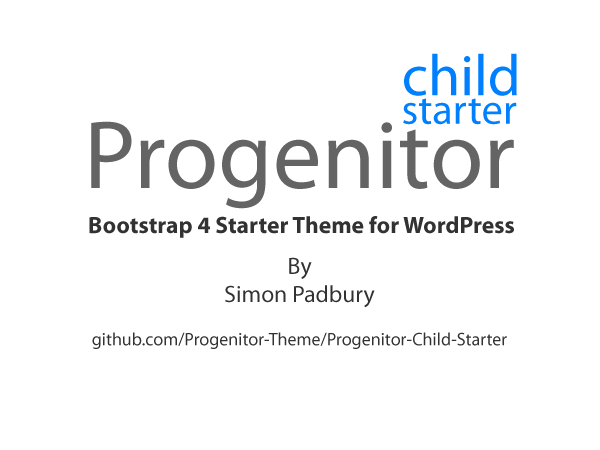 child
starter
Progenitor
Bootstrap 4 Starter Theme for WordPress
By
Simon Padbury
github.com/Progenitor-Theme/Progenitor-Child-Starter